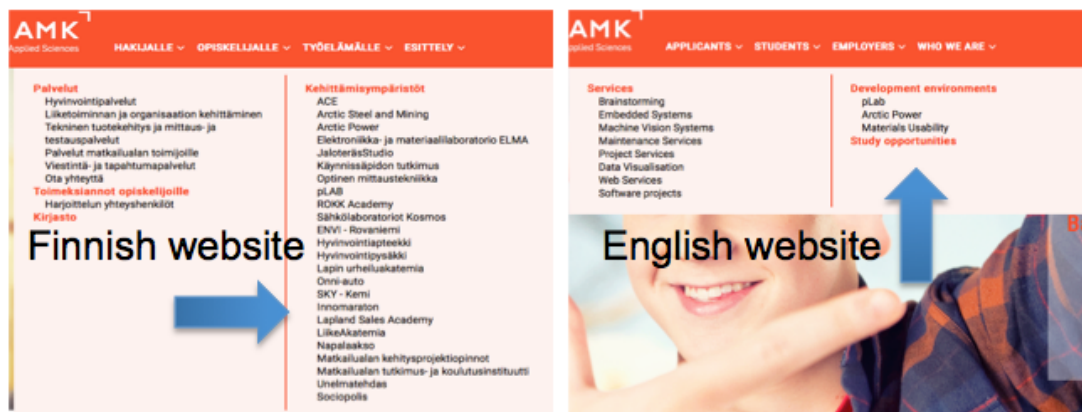 AMK
Applied Sciences
HAKIJALLE OPISKELIJALLE TYÖELÄMÄLLE ESITTELY
Palvelut
Hyvinvointipalvelut
Liiketoiminnan ja organisaation kehittäminen
Tekninen tuotekehitys ja mittaus- ja
testauspalvelut
Palvelut matkailualan toimijoille
Viestintä- ja tapahtumapalvelut
Ota yhteyttä
Toimeksiannot opiskelijoille
Harjoittelun yhteyshenkilöt
Kirjasto
Kehittämisympäristöt
ACE
Arctic Steel and Mining
Arctic Power
Elektroniikka- ja materiaalilaboratorio ELMA
JaloteräsStudio
Käynnissäpidon tutkimus
Optinen mittaustekniikka
pLAB
ROKK Academy
Sähkölaboratoriot Kosmos
ENVI - Rovaniemi
Hyvinvointiapteekki
Hyvinvointipysäkki
Lapin urheiluakatemia
Onni-auto
SKY - Kemi
Innomaraton
Lapland Sales Academy
LiikeAkatemia
Napalaakso
Matkailualan kehitysprojektiopinnot
Matkailualan tutkimus- ja koulutusinstituutti
Unelmatehdas
Sociopolis
Finnish website
AMK
pplied Sciences
APPLICANTS STUDENTS EMPLOYERS WHO WE ARE
Services
Brainstorming
Embedded Systems
Machine Vision Systems
Maintenance Services
Project Services
Data Visualisation
Web Services
Software projects
Development environments
pLab
Arctic Power
Materials Usability
Study opportunities
English website
B